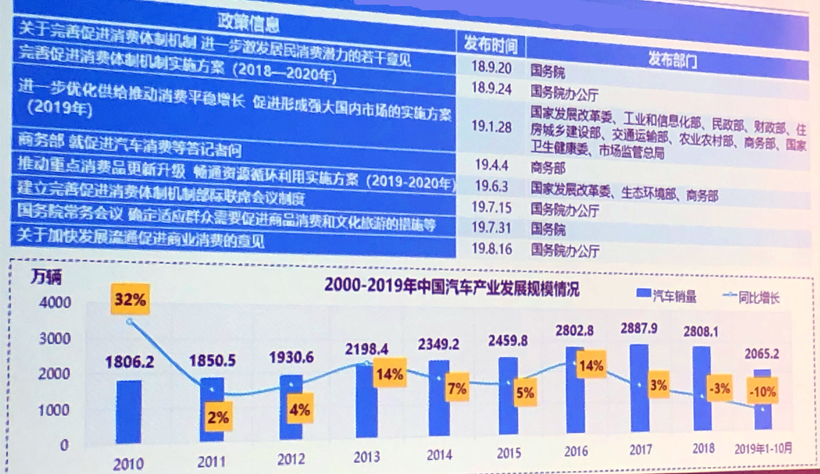 政策信息
发布时间
发布部门
关于完善促进消费体制机制 进一步激发居民消费潜力的若干意见
18.9.20
国务院
完善促进消费体制机制实施方案（2018—2020年）
18.9.24
国务院办公厅
进一步优化供给推动消费平稳增长 促进形成强大国内市场的实施方案
（2019年）
19.1.28
国家发展改革委、工业和信息化部、民政部、财政部、住
房城乡建设部、交通运输部、农业农村部、商务部、国家
卫生健康委、市场监管总局
商务部 就促进汽车消费等答记者问
19.4.4
商务部
推动重点消费品更新升级 畅通资源循环利用实施方案（2019-2020年）
19.6.3
国家发展改革委、生态环境部、商务部
建立完善促进消费体制机制部际联席会议制度
19.7.15
国务院办公厅
国务院常务会议 确定适应群众需要促进商品消费和文化旅游的措施等
19.7.31
国务院
关于加快发展流通促进商业消费的意见
19.8.16
国务院办公厅
万辆
2000-2019年中国汽车产业发展规模情况
汽车销量
同比增长
4000
3000
2000
1000
0
32%
2%
4%
14%
7%
5%
14%
3%
-3%
-10%
1806.2
1850.5
1930.6
2198.4
2349.2
2459.8
2802.8
2887.9
2808.1
2065.2
2010
2011
2012
2013
2014
2015
2016
2017
2018
2019年1-10月